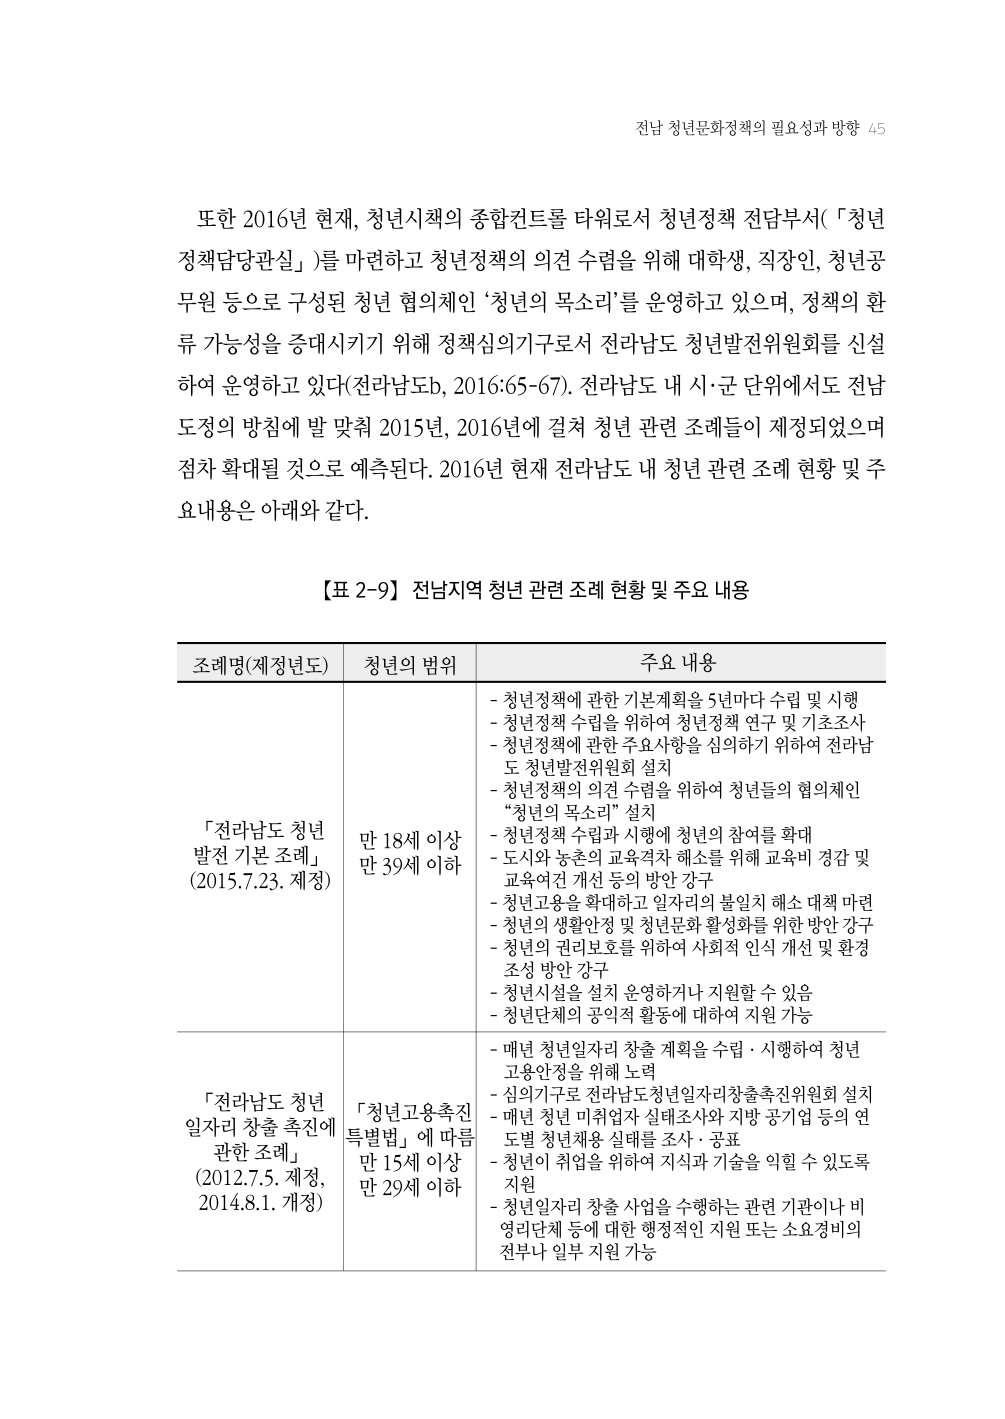 전남 청년문화정책의 필요성과 방향 45
또한 2016년 현재, 청년시책의 종합컨트롤 타워로서 청년정책 전담부서(「청년
정책담당관실」)를 마련하고 청년정책의 의견 수렴을 위해 대학생, 직장인, 청년공
무원 등으로 구성된 청년 협의체인 ‘청년의 목소리’를 운영하고 있으며, 정책의 환
류 가능성을 증대시키기 위해 정책심의기구로서 전라남도 청년발전위원회를 신설
하여 운영하고 있다(전라남도b, 2016:65-67). 전라남도 내 시·군 단위에서도 전남
도정의 방침에 발 맞춰 2015년, 2016년에 걸쳐 청년 관련 조례들이 제정되었으며
점차 확대될 것으로 예측된다. 2016년 현재 전라남도 내 청년 관련 조례 현황 및 주
요내용은 아래와 같다.
【표 2-9】 전남지역 청년 관련 조례 현황 및 주요 내용
조례명(제정년도) 청년의 범위 주요 내용
「전라남도 청년
발전 기본 조례」
(2015.7.23. 제정)
만 18세 이상
만 39세 이하
- 청년정책에 관한 기본계획을 5년마다 수립 및 시행
- 청년정책 수립을 위하여 청년정책 연구 및 기초조사
- 청년정책에 관한 주요사항을 심의하기 위하여 전라남
도 청년발전위원회 설치
- 청년정책의 의견 수렴을 위하여 청년들의 협의체인
“청년의 목소리” 설치
- 청년정책 수립과 시행에 청년의 참여를 확대
- 도시와 농촌의 교육격차 해소를 위해 교육비 경감 및
교육여건 개선 등의 방안 강구
- 청년고용을 확대하고 일자리의 불일치 해소 대책 마련
- 청년의 생활안정 및 청년문화 활성화를 위한 방안 강구
- 청년의 권리보호를 위하여 사회적 인식 개선 및 환경
조성 방안 강구
- 청년시설을 설치 운영하거나 지원할 수 있음
- 청년단체의 공익적 활동에 대하여 지원 가능
「전라남도 청년
일자리 창출 촉진에
관한 조례」
(2012.7.5. 제정,
2014.8.1. 개정)
「청년고용촉진
특별법」에 따름
만 15세 이상
만 29세 이하
- 매년 청년일자리 창출 계획을 수립 · 시행하여 청년
고용안정을 위해 노력
- 심의기구로 전라남도청년일자리창출촉진위원회 설치
- 매년 청년 미취업자 실태조사와 지방 공기업 등의 연
도별 청년채용 실태를 조사 · 공표
- 청년이 취업을 위하여 지식과 기술을 익힐 수 있도록
지원
- 청년일자리 창출 사업을 수행하는 관련 기관이나 비
영리단체 등에 대한 행정적인 지원 또는 소요경비의
전부나 일부 지원 가능